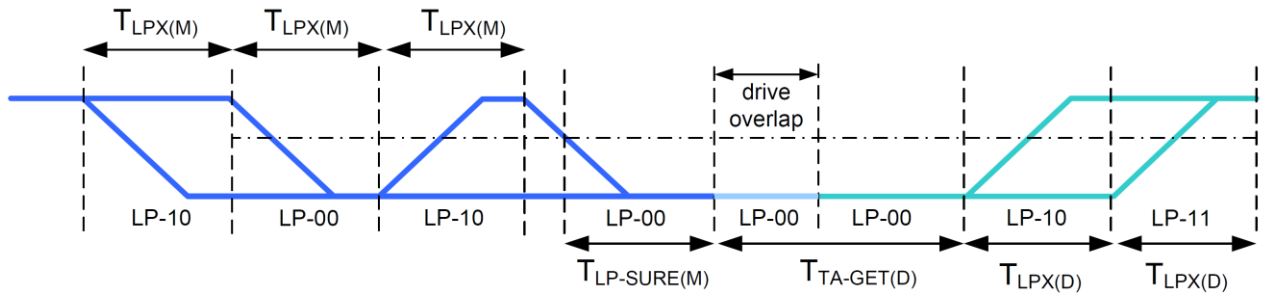 TLPX(M) TLPX(M) TLPX(M)
drive
overlap
LP-10 LP-00 LP-10 LP-00 LP-00 LP-00 LP-10 LP-11
TLP-SURE(M) TTA-GET(D) TLPX(D) TLPX(D)